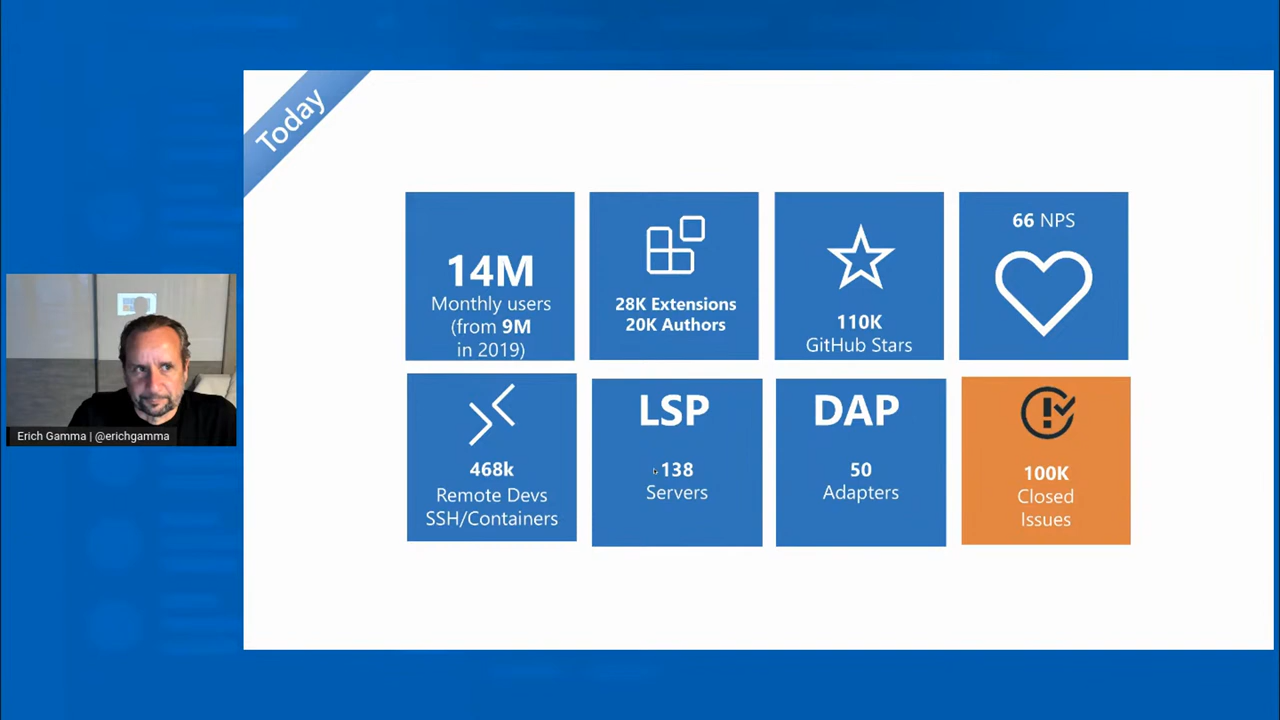 Today
14M
Monthly users
(from 9M
in 2019)
28K Extensions
20K Authors
110K
GitHub Stars
66 NPS
468k
Remote Devs
SSH/Containers
LSP
138
Servers
DAP
50
Adapters
100K
Closed
Issues
Erich Gamma | @erichgamma